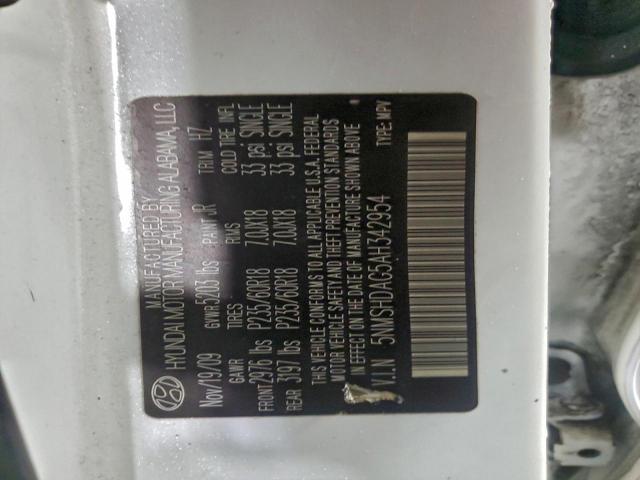 MANUFACTURED BY
HYUNDAI MOTOR MANUFACTURING ALABAMA, LLC
Nov/19/09 GVWR 5203 lbs PAINT JR TRIM HZ
GAWR TIRES RIMS COLD TIRE INFL
FRONT 2976 lbs P235/60R18 7.0JX18 33 psi SINGLE
REAR 3197 lbs P235/60R18 7.0JX18 33 psi SINGLE
THIS VEHICLE CONFORMS TO ALL APPLICABLE U.S.A. FEDERAL
MOTOR VEHICLE SAFETY AND THEFT PREVENTION STANDARDS
IN EFFECT ON THE DATE OF MANUFACTURE SHOWN ABOVE
V.I.N 5NMSHDAG5AH342954 TYPE: MPV